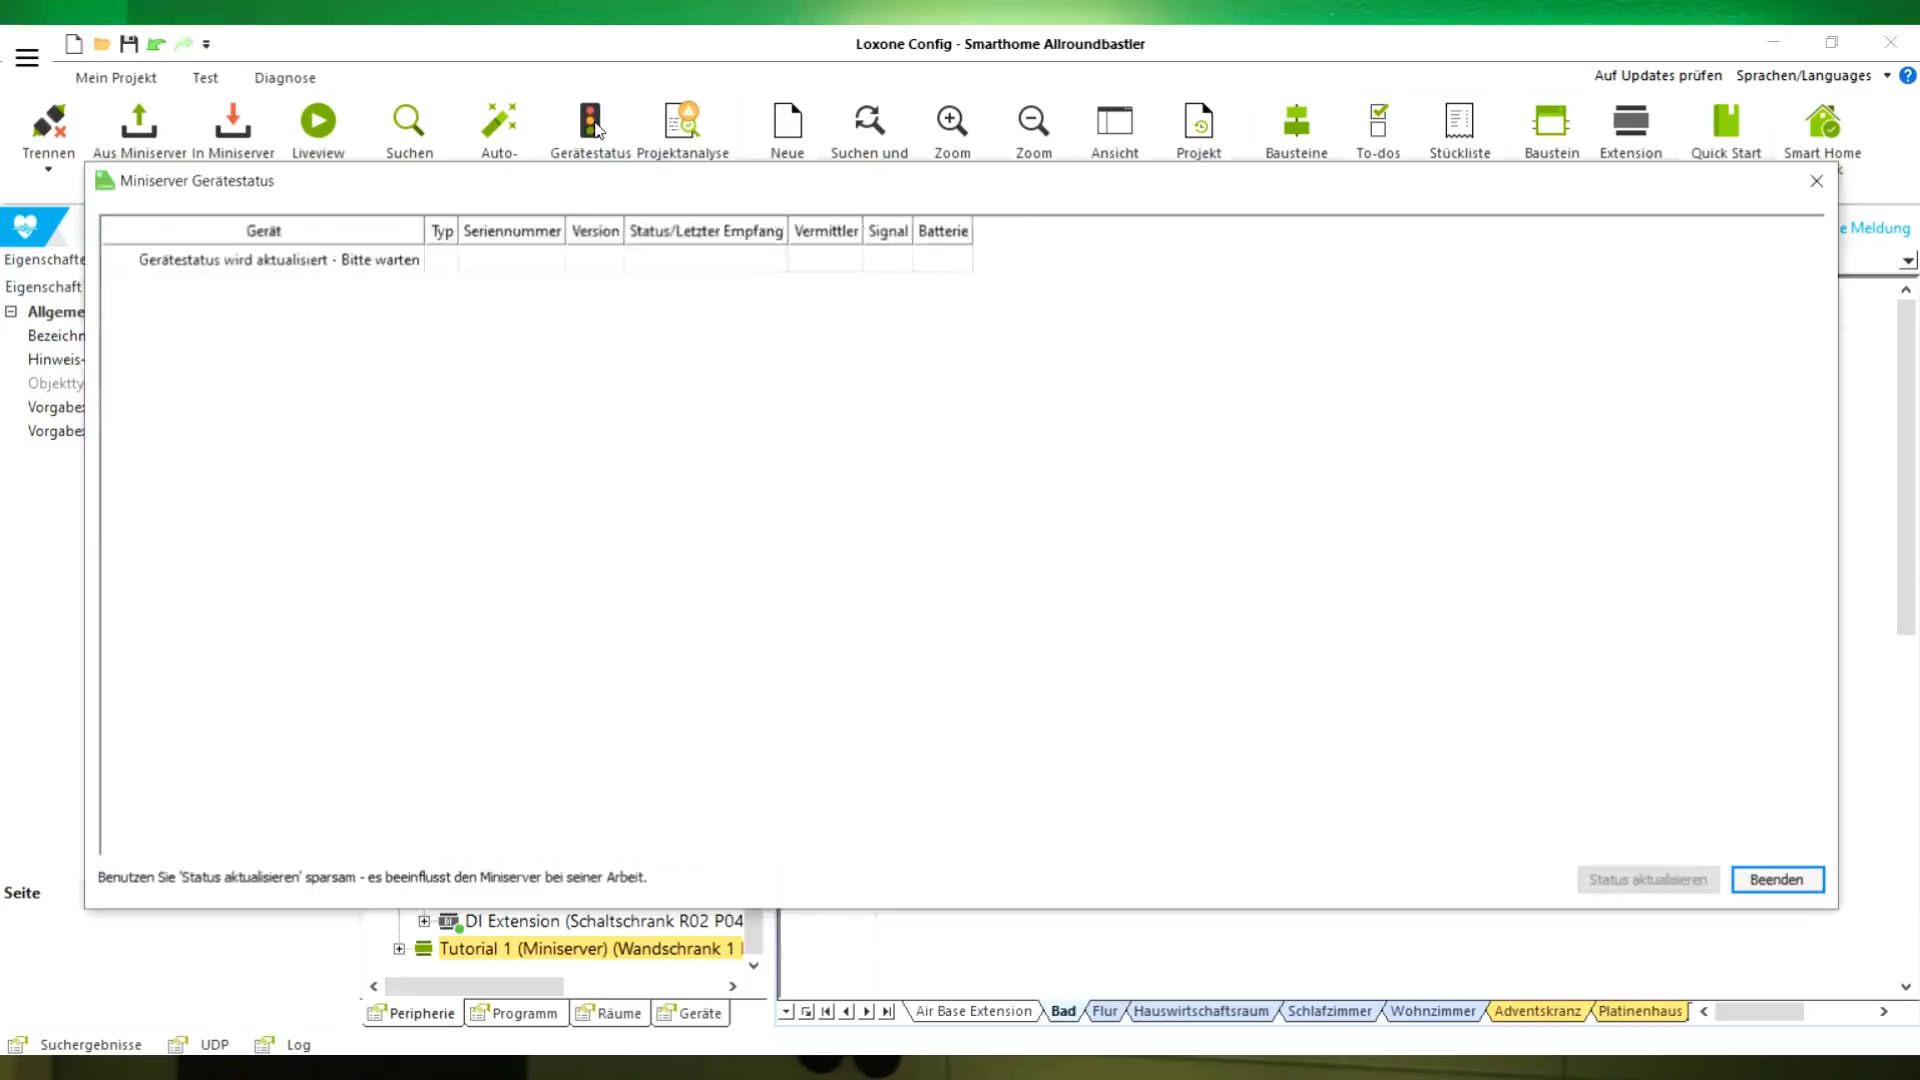 Loxone Config - Smarthome Allroundbastler
Mein Projekt Test Diagnose
Auf Updates prüfen Sprachen/Languages
Trennen Aus Miniserver In Miniserver Liveview Suchen Auto- Gerätestatus Projektanalyse Neue Suchen und Zoom Zoom Ansicht Projekt Bausteine To-dos Stückliste Baustein Extension Quick Start Smart Home
Miniserver Gerätestatus
Gerät Typ Seriennummer Version Status/Letzter Empfang Vermittler Signal Batterie
e Meldung
Eigenschafte
Gerätestatus wird aktualisiert - Bitte warten
Eigenschaft
Allgeme
Bezeichn
Hinweis-
Objektty
Vorgabe
Vorgabe
Benutzen Sie 'Status aktualisieren' sparsam - es beeinflusst den Miniserver bei seiner Arbeit.
Status aktualisieren Beenden
Seite
DI Extension (Schaltschrank R02 P04
Tutorial 1 (Miniserver) (Wandschrank 1
Peripherie Programm Räume Geräte
Air Base Extension Bad Flur Hauswirtschaftsraum Schlafzimmer Wohnzimmer Adventskranz Platinenhaus
Suchergebnisse UDP Log